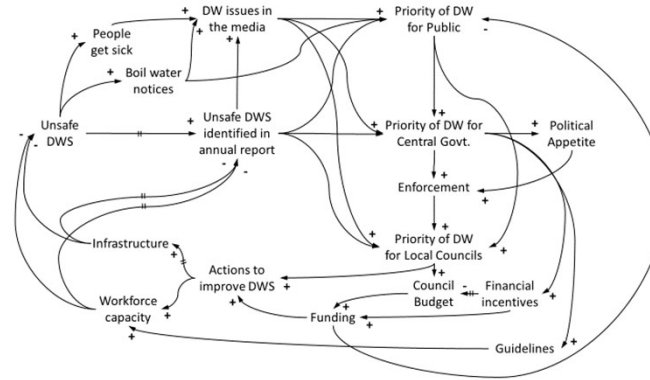 DW issues in
the media
Priority of DW
for Public
People
get sick
Boil water
notices
Unsafe
DWS
Unsafe DWS
identified in
annual report
Priority of DW for
Central Govt.
Political
Appetite
Enforcement
Infrastructure
Priority of DW
for Local Councils
Actions to
improve DWS
Council
Budget
Financial
incentives
Workforce
capacity
Funding
Guidelines